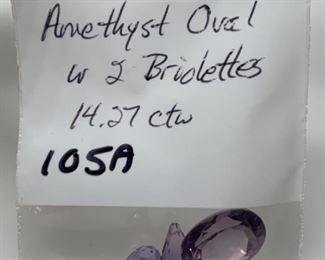 Amethyst Oval
w 2 Briolettes
14.27 ctw
105A